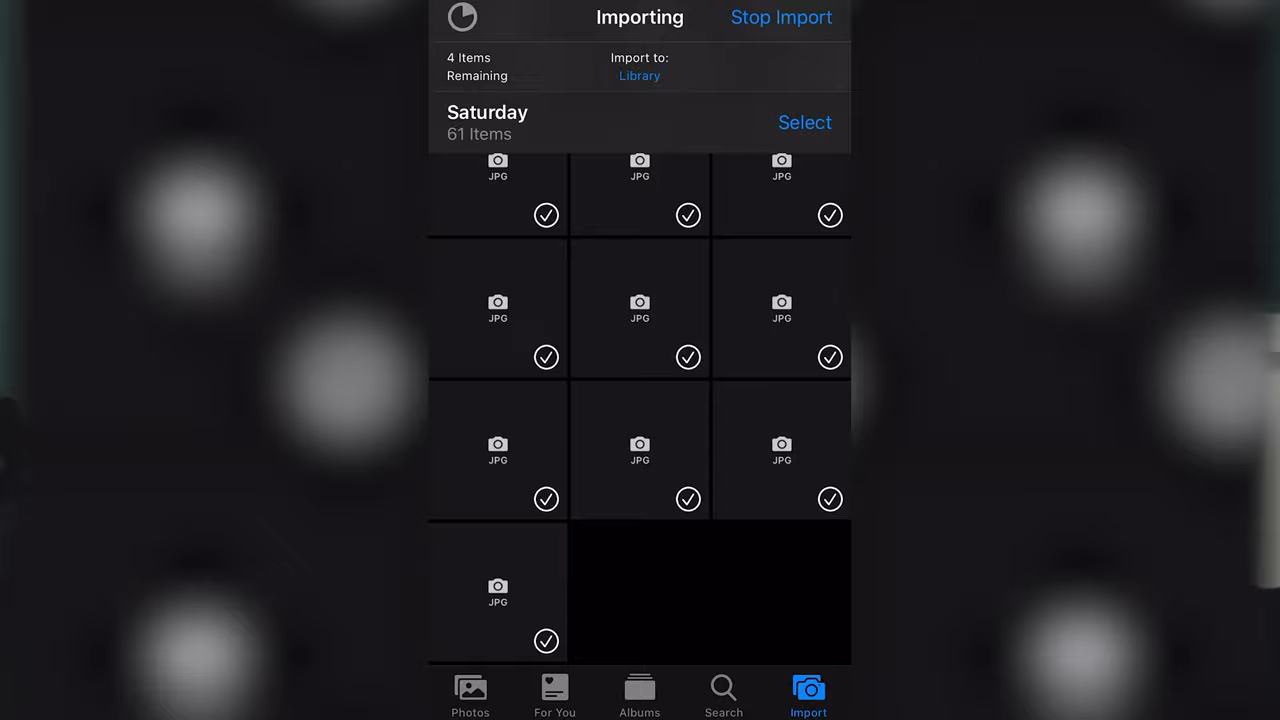 Importing
Stop Import
4 Items
Remaining
Import to:
Library
Saturday
61 Items
Select
JPG
JPG
JPG
JPG
JPG
JPG
JPG
JPG
JPG
JPG
Photos
For You
Albums
Search
Import